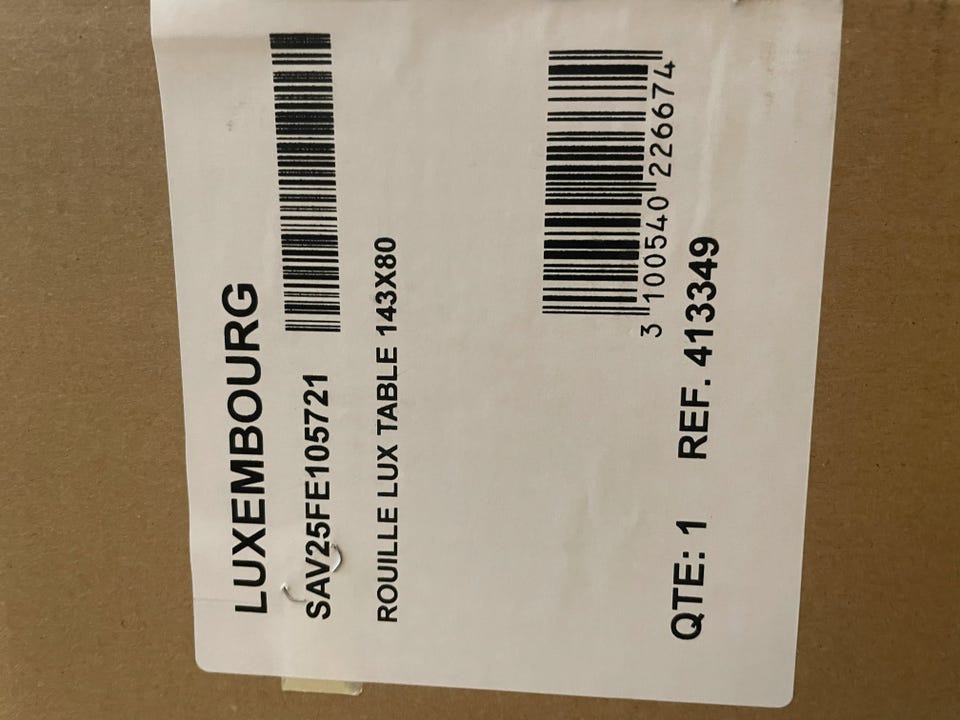 LUXEMBOURG
SAV25FE105721
ROUILLE LUX TABLE 143X80
3 100540 226674
QTE: 1 REF. 413349